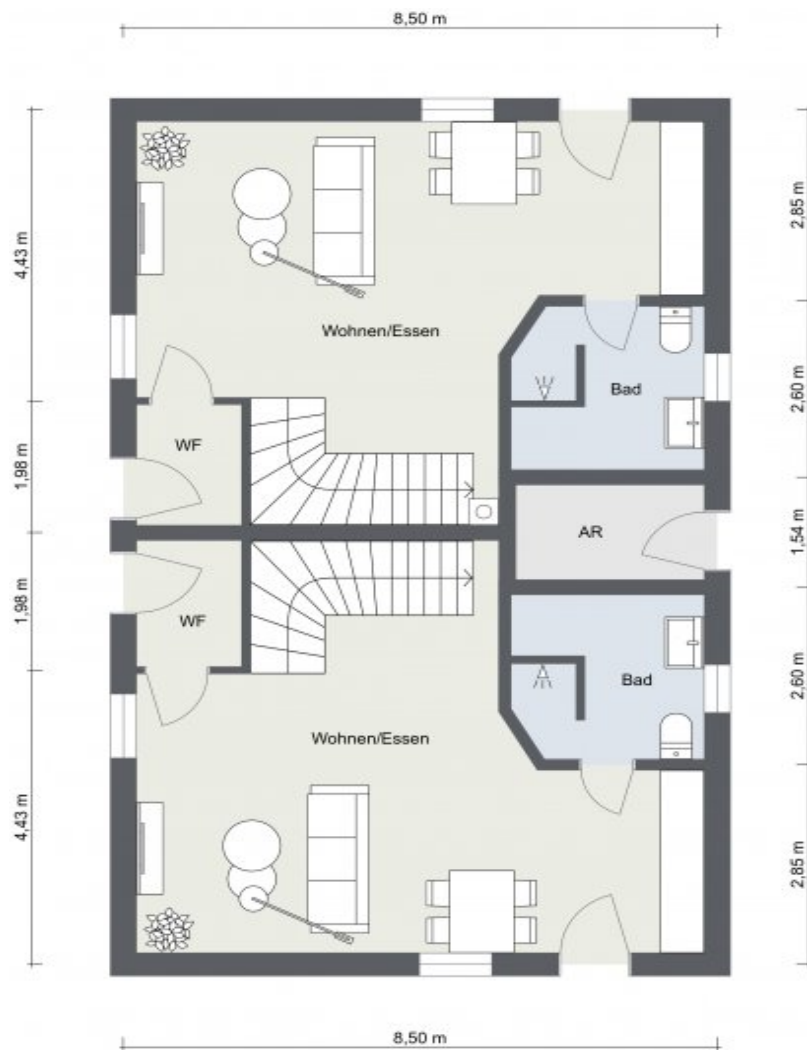 8,50 m
4,43 m
2,85 m
Wohnen/Essen
Bad
2,60 m
WF
1,98 m
AR
1,54 m
WF
1,98 m
Bad
2,60 m
Wohnen/Essen
4,43 m
2,85 m
8,50 m